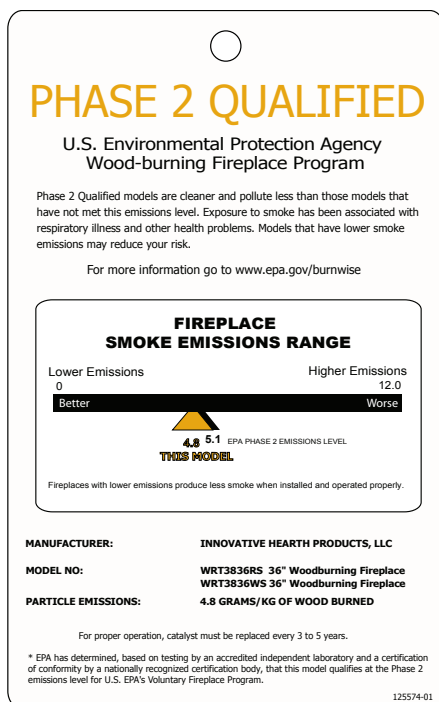 PHASE 2 QUALIFIED
U.S. Environmental Protection Agency
Wood-burning Fireplace Program
Phase 2 Qualified models are cleaner and pollute less than those models that
have not met this emissions level. Exposure to smoke has been associated with
respiratory illness and other health problems. Models that have lower smoke
emissions may reduce your risk.
For more information go to www.epa.gov/burnwise
FIREPLACE
SMOKE EMISSIONS RANGE
Lower Emissions Higher Emissions
0 12.0
Better Worse
4.8 5.1 EPA PHASE 2 EMISSIONS LEVEL
THIS MODEL
Fireplaces with lower emissions produce less smoke when installed and operated properly.
MANUFACTURER: INNOVATIVE HEARTH PRODUCTS, LLC
MODEL NO: WRT3836RS 36" Woodburning Fireplace
WRT3836WS 36" Woodburning Fireplace
PARTICLE EMISSIONS: 4.8 GRAMS/KG OF WOOD BURNED
For proper operation, catalyst must be replaced every 3 to 5 years.
* EPA has determined, based on testing by an accredited independent laboratory and a certification
of conformity by a nationally recognized certification body, that this model qualifies at the Phase 2
emissions level for U.S. EPA's Voluntary Fireplace Program.
125574-01